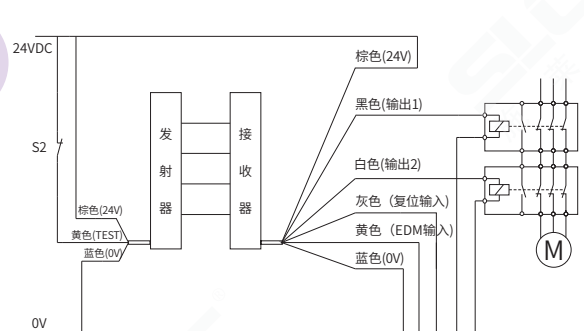 24VDC
棕色(24V)
黑色(输出1)
发射器
接收器
S2
白色(输出2)
灰色（复位输入)
棕色(24V)
黄色(TEST)
黄色（EDM输入)
蓝色(0V)
蓝色(0V)
M
0V